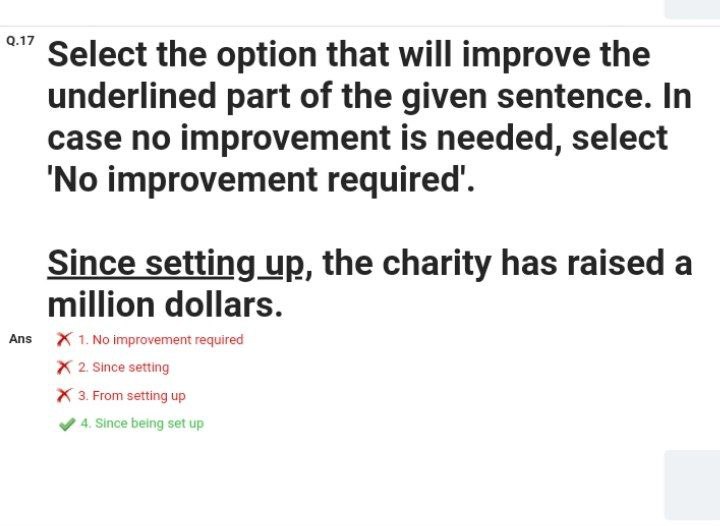 Q.17 Select the option that will improve the
underlined part of the given sentence. In
case no improvement is needed, select
'No improvement required'.
Since setting up, the charity has raised a
million dollars.
Ans 1. No improvement required
2. Since setting
3. From setting up
4. Since being set up